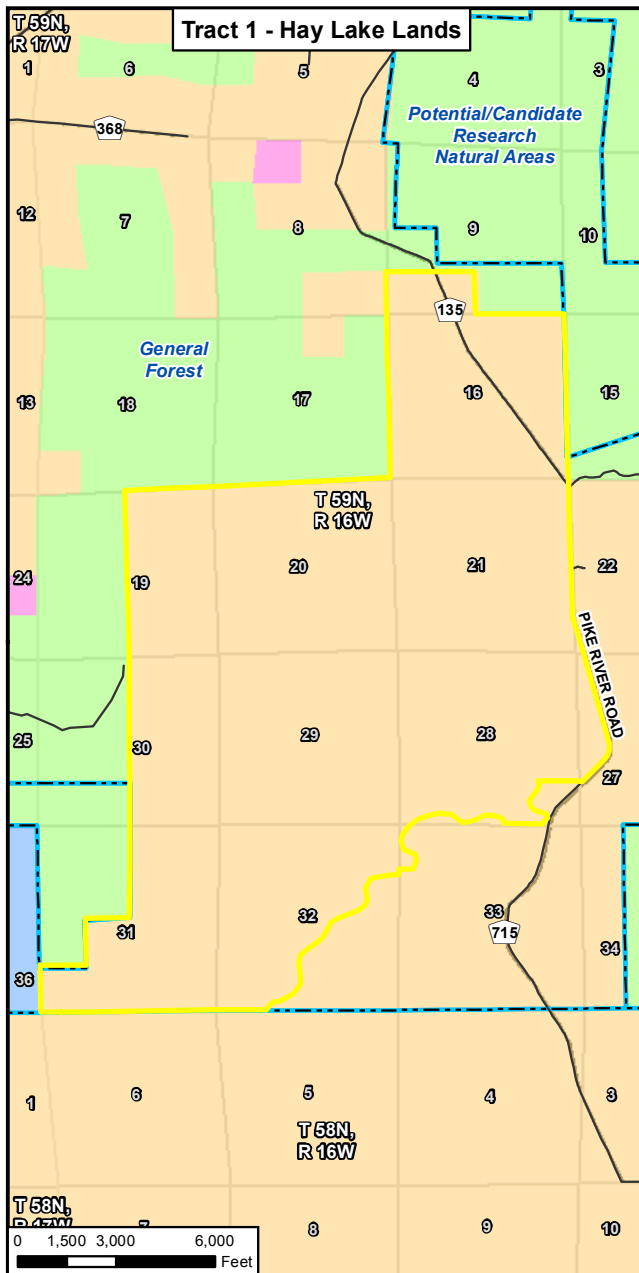 Tract 1 - Hay Lake Lands
T 59N,
R 17W
1
6
5
4
3
368
Potential/Candidate
Research
Natural Areas
12
7
8
9
10
135
General
Forest
13
18
17
16
15
T 59N,
R 16W
24
19
20
21
22
PIKE RIVER ROAD
25
30
29
28
27
36
31
32
33
34
715
1
6
5
4
3
T 58N,
R 16W
T 58N,
R 17W
7
8
9
10
0 1,500 3,000 6,000
Feet